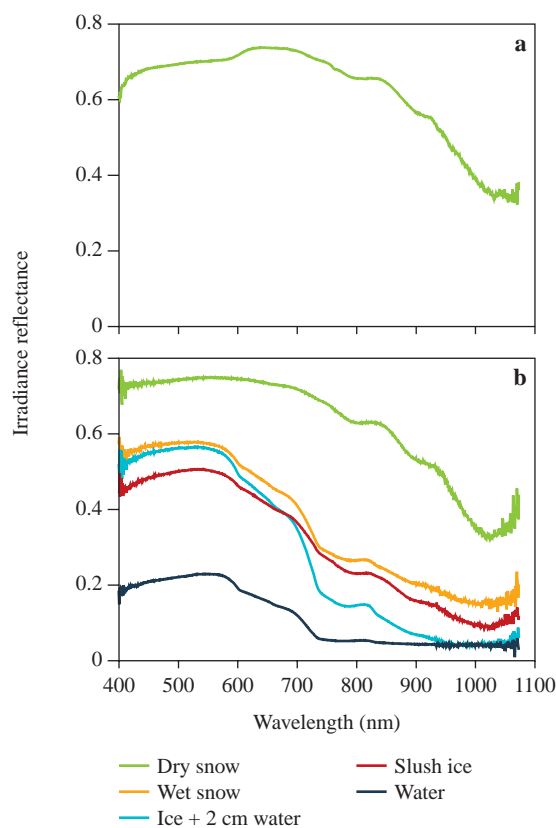 0.8
a
0.6
0.4
0.2
0
Irradiance reflectance
0.8
b
0.6
0.4
0.2
0
400 500 600 700 800 900 1000 1100
Wavelength (nm)
Dry snow
Wet snow
Ice + 2 cm water
Slush ice
Water